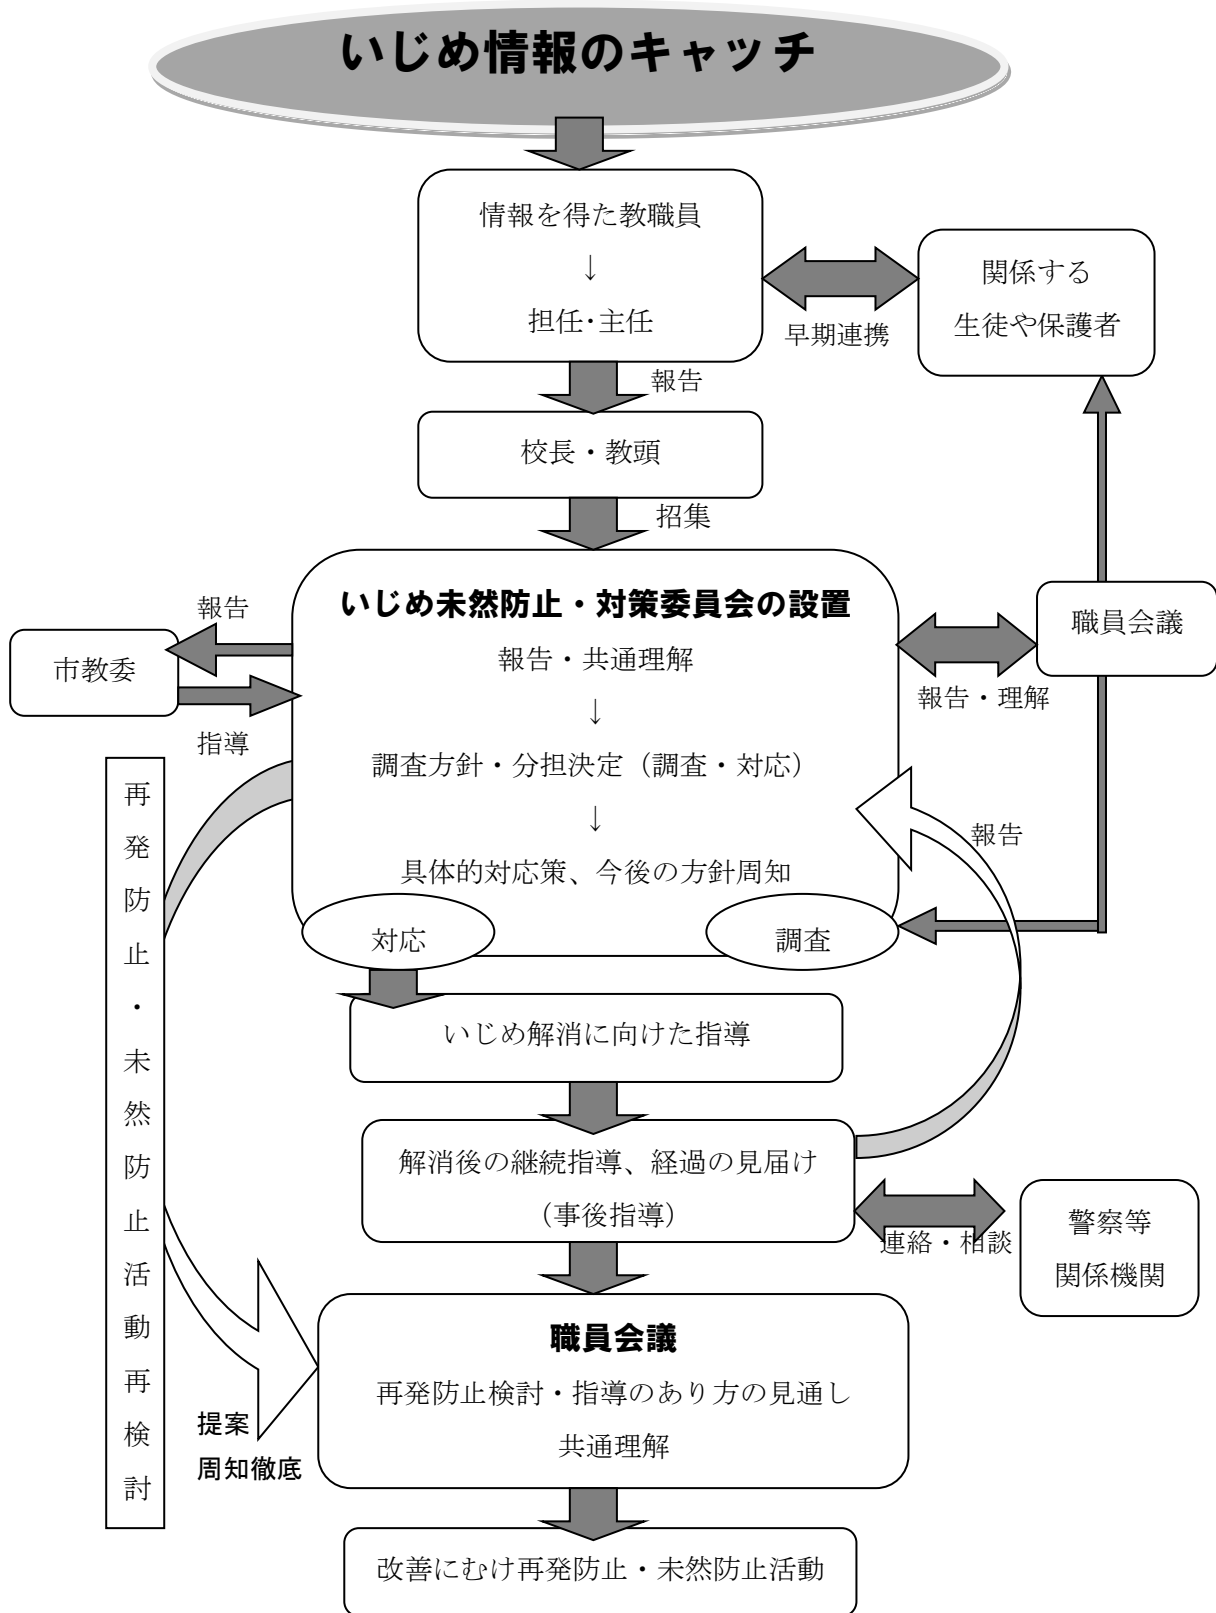 いじめ情報のキャッチ
情報を得た教職員
↓
担任・主任
関係する
生徒や保護者
早期連携
報告
校長・教頭
招集
いじめ未然防止・対策委員会の設置
報告・共通理解
↓
調査方針・分担決定（調査・対応）
↓
具体的対応策、今後の方針周知
対応
調査
報告
市教委
指導
職員会議
報告・理解
報告
再発防止・未然防止活動再検討
いじめ解消に向けた指導
解消後の継続指導、経過の見届け
（事後指導）
連絡・相談
警察等
関係機関
職員会議
再発防止検討・指導のあり方の見通し
共通理解
提案
周知徹底
改善にむけ再発防止・未然防止活動